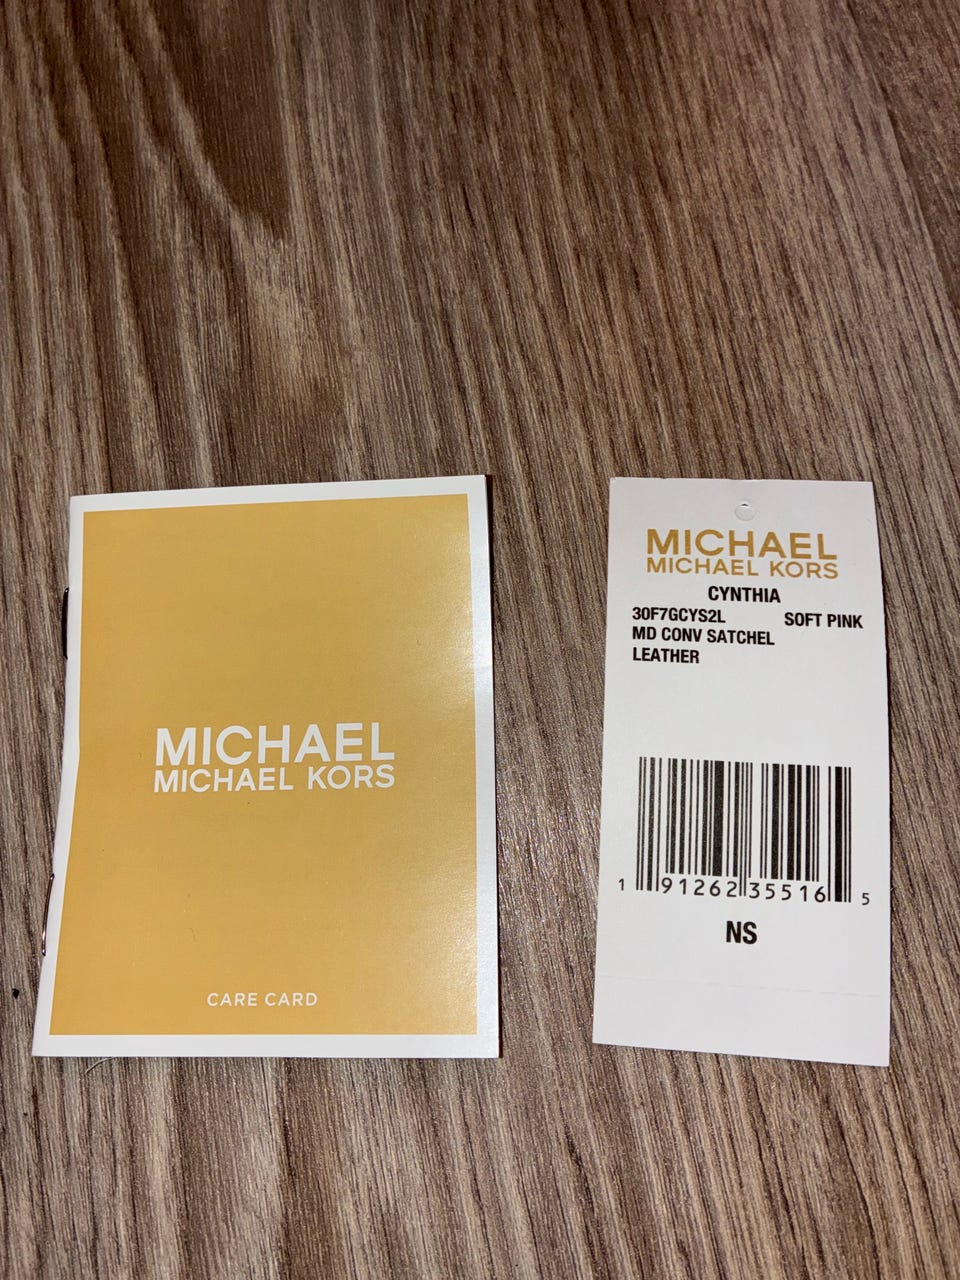 MICHAEL
MICHAEL KORS
CARE CARD
MICHAEL
MICHAEL KORS
CYNTHIA
30F7GCYS2L SOFT PINK
MD CONV SATCHEL
LEATHER
1 91262 35516 5
NS